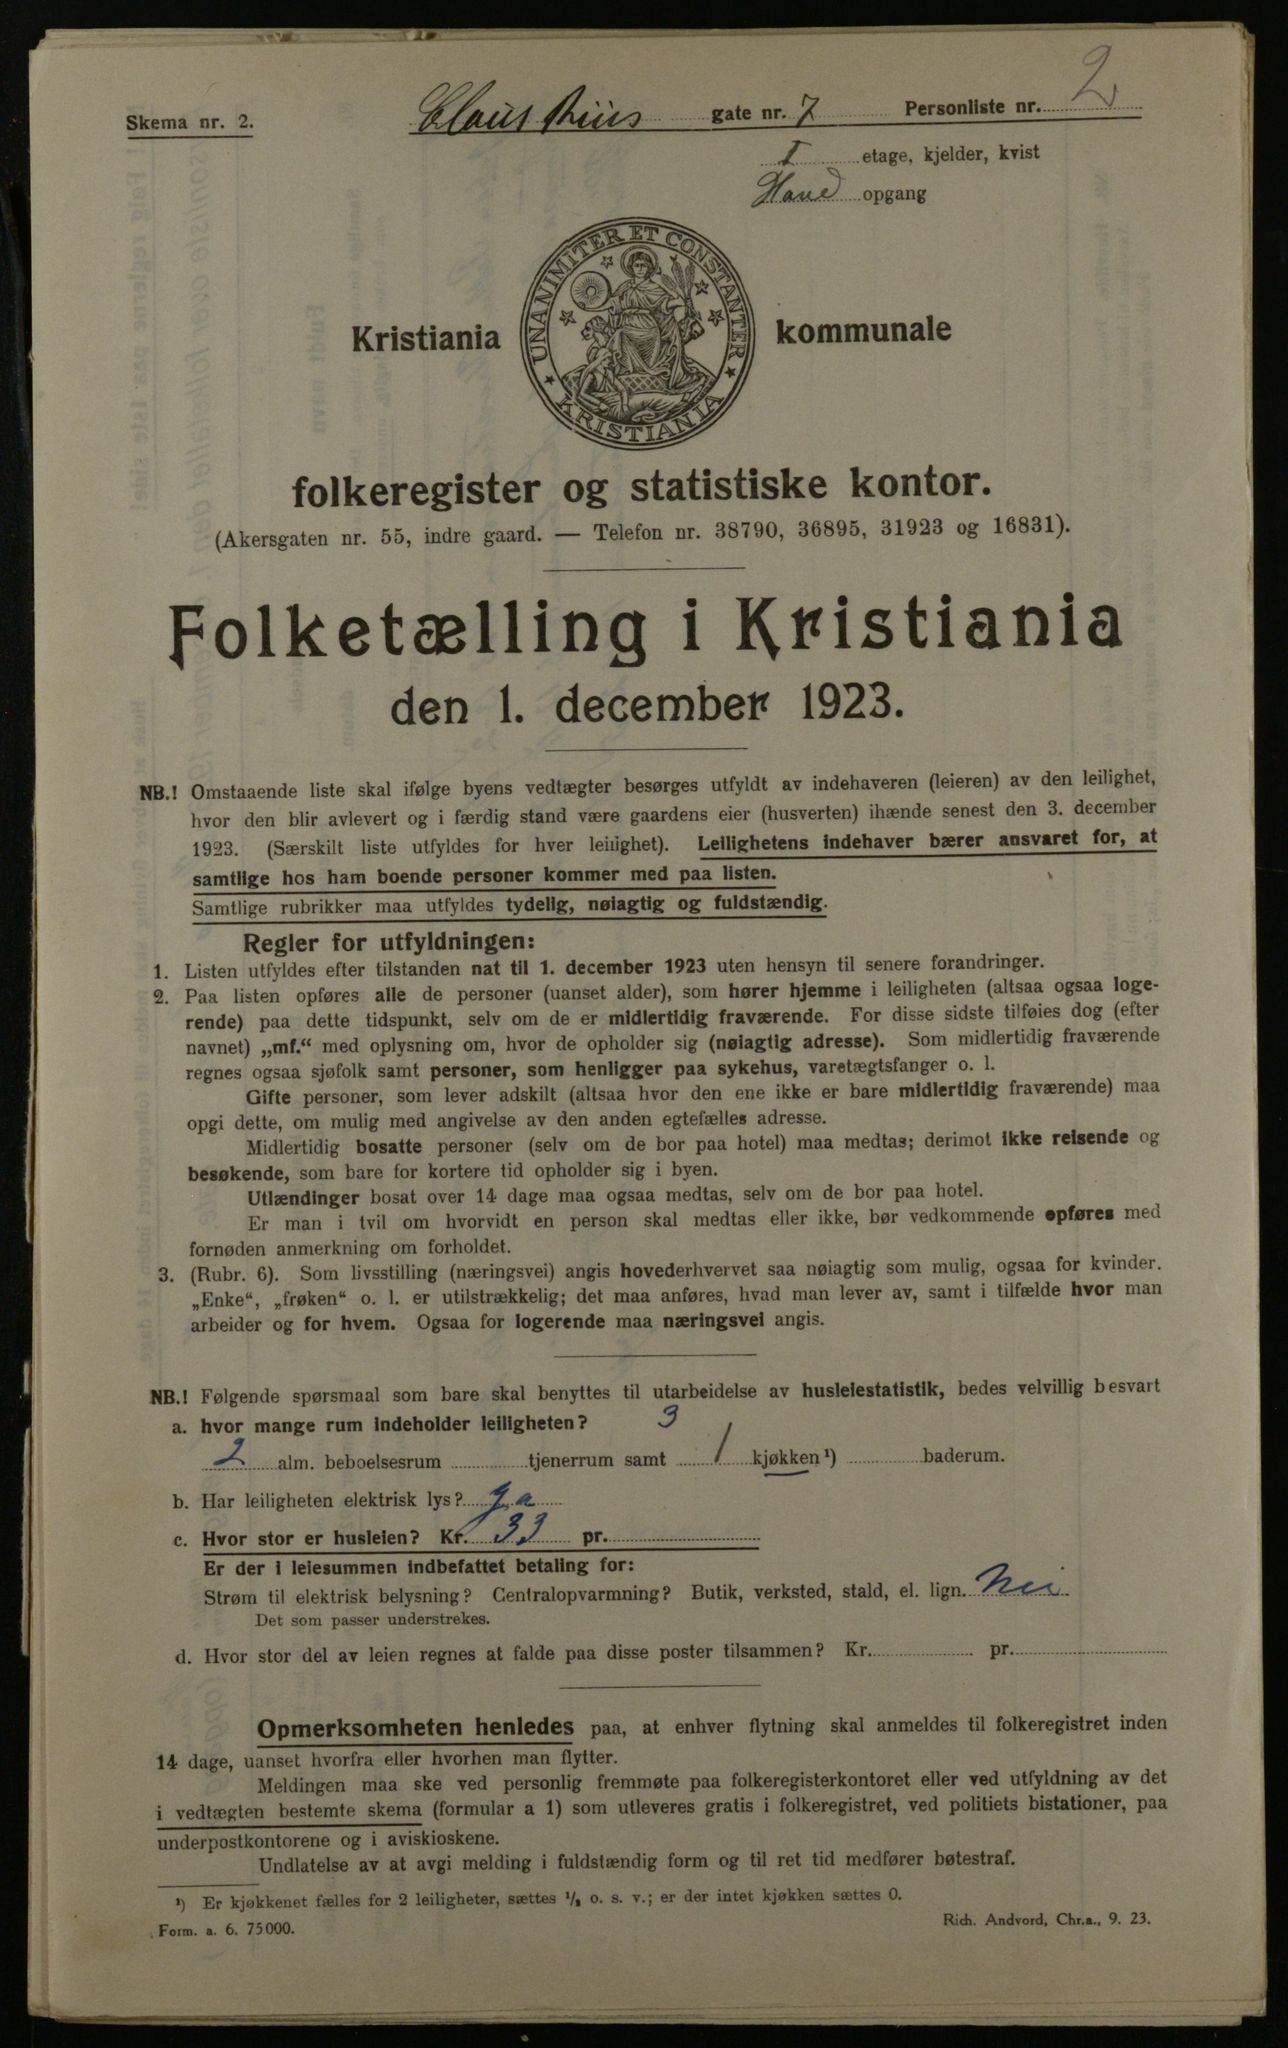 Skema nr. 2.
Claus Riis gate nr. 7 Personliste nr. 2
I etage, kjelder, kvist
opgang
UNANIMITER ET CONSTANTER
KRISTIANIA
Kristiania kommunale
folkeregister og statistiske kontor.
(Akersgaten nr. 55, indre gaard. — Telefon nr. 38790, 36895, 31923 og 16831).
Folketælling i Kristiania
den 1. december 1923.
NB.! Omstaaende liste skal ifølge byens vedtægter besørges utfyldt av indehaveren (leieren) av den leilighet,
hvor den blir avlevert og i færdig stand være gaardens eier (husverten) ihænde senest den 3. december
1923. (Særskilt liste utfyldes for hver leilighet). Leilighetens indehaver bærer ansvaret for, at
samtlige hos ham boende personer kommer med paa listen.
Samtlige rubrikker maa utfyldes tydelig, nøiagtig og fuldstændig.
Regler for utfyldningen:
1. Listen utfyldes efter tilstanden nat til 1. december 1923 uten hensyn til senere forandringer.
2. Paa listen opføres alle de personer (uanset alder), som hører hjemme i leiligheten (altsaa ogsaa loge-
rende) paa dette tidspunkt, selv om de er midlertidig fraværende. For disse sidste tilføies dog (efter
navnet) „mf.“ med oplysning om, hvor de opholder sig (nøiagtig adresse). Som midlertidig fraværende
regnes ogsaa sjøfolk samt personer, som henligger paa sykehus, varetægtsfanger o. l.
Gifte personer, som lever adskilt (altsaa hvor den ene ikke er bare midlertidig fraværende) maa
opgi dette, om mulig med angivelse av den anden egtefælles adresse.
Midlertidig bosatte personer (selv om de bor paa hotel) maa medtas; derimot ikke reisende og
besøkende, som bare for kortere tid opholder sig i byen.
Utlændinger bosat over 14 dage maa ogsaa medtas, selv om de bor paa hotel.
Er man i tvil om hvorvidt en person skal medtas eller ikke, bør vedkommende opføres med
fornøden anmerkning om forholdet.
3. (Rubr. 6). Som livsstilling (næringsvei) angis hovederhvervet saa nøiagtig som mulig, ogsaa for kvinder.
„Enke“, „frøken“ o. l. er utilstrækkelig; det maa anføres, hvad man lever av, samt i tilfælde hvor man
arbeider og for hvem. Ogsaa for logerende maa næringsvei angis.
NB.! Følgende spørsmaal som bare skal benyttes til utarbeidelse av husleiestatistik, bedes velvillig besvart
a. hvor mange rum indeholder leiligheten? 3
2 alm. beboelsesrum tjenerrum samt 1 kjøkken¹) baderum.
b. Har leiligheten elektrisk lys? ja
c. Hvor stor er husleien? Kr. 33 pr.
Er der i leiesummen indbefattet betaling for:
Strøm til elektrisk belysning? Centralopvarmning? Butik, verksted, stald, el. lign. Nei
Det som passer understrekes.
d. Hvor stor del av leien regnes at falde paa disse poster tilsammen? Kr. pr.
Opmerksomheten henledes paa, at enhver flytning skal anmeldes til folkeregistret inden
14 dage, uanset hvorfra eller hvorhen man flytter.
Meldingen maa ske ved personlig fremmøte paa folkeregisterkontoret eller ved utfyldning av det
i vedtægten bestemte skema (formular a 1) som utleveres gratis i folkeregistret, ved politiets bistationer, paa
underpostkontorene og i aviskioskene.
Undlatelse av at avgi melding i fuldstændig form og til ret tid medfører bøtestraf.
¹) Er kjøkkenet fælles for 2 leiligheter, sættes ½ o. s. v.; er der intet kjøkken sættes 0.
Form. a. 6. 75000. Rich. Andvord, Chr.a., 9. 23.